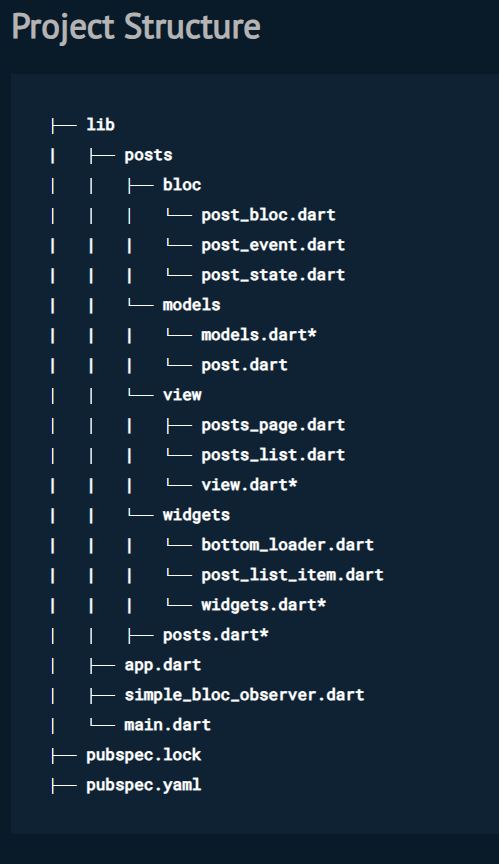 Project Structure
├── lib
|   ├── posts
│   │   ├── bloc
│   │   │   └── post_bloc.dart
|   |   |   └── post_event.dart
|   |   |   └── post_state.dart
|   |   └── models
|   |   |   └── models.dart*
|   |   |   └── post.dart
│   │   └── view
│   │   |   ├── posts_page.dart
│   │   |   └── posts_list.dart
|   |   |   └── view.dart*
|   |   └── widgets
|   |   |   └── bottom_loader.dart
|   |   |   └── post_list_item.dart
|   |   |   └── widgets.dart*
│   │   ├── posts.dart*
│   ├── app.dart
│   ├── simple_bloc_observer.dart
│   └── main.dart
├── pubspec.lock
├── pubspec.yaml